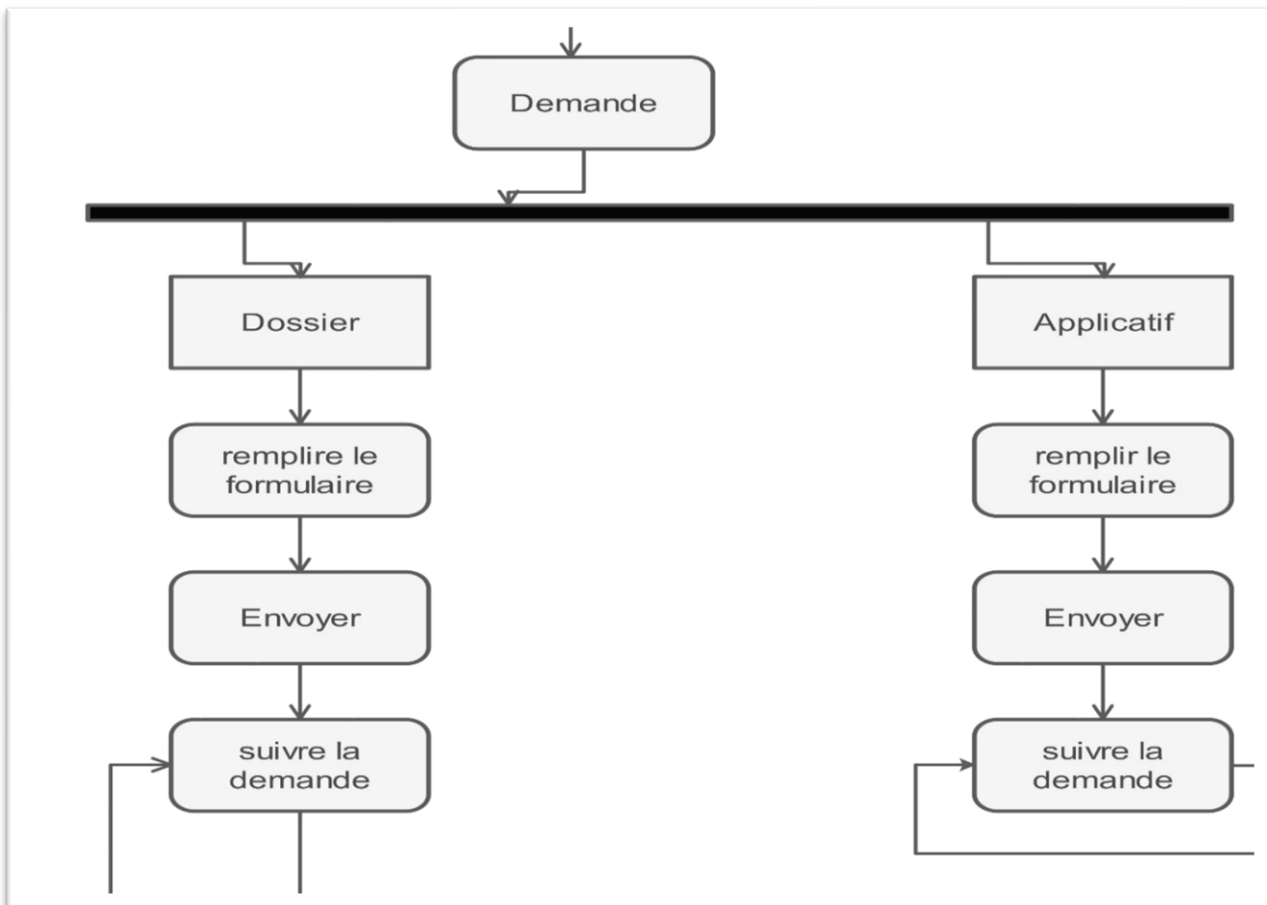 Demande
Dossier
Applicatif
remplire le
formulaire
remplir le
formulaire
Envoyer
Envoyer
suivre la
demande
suivre la
demande